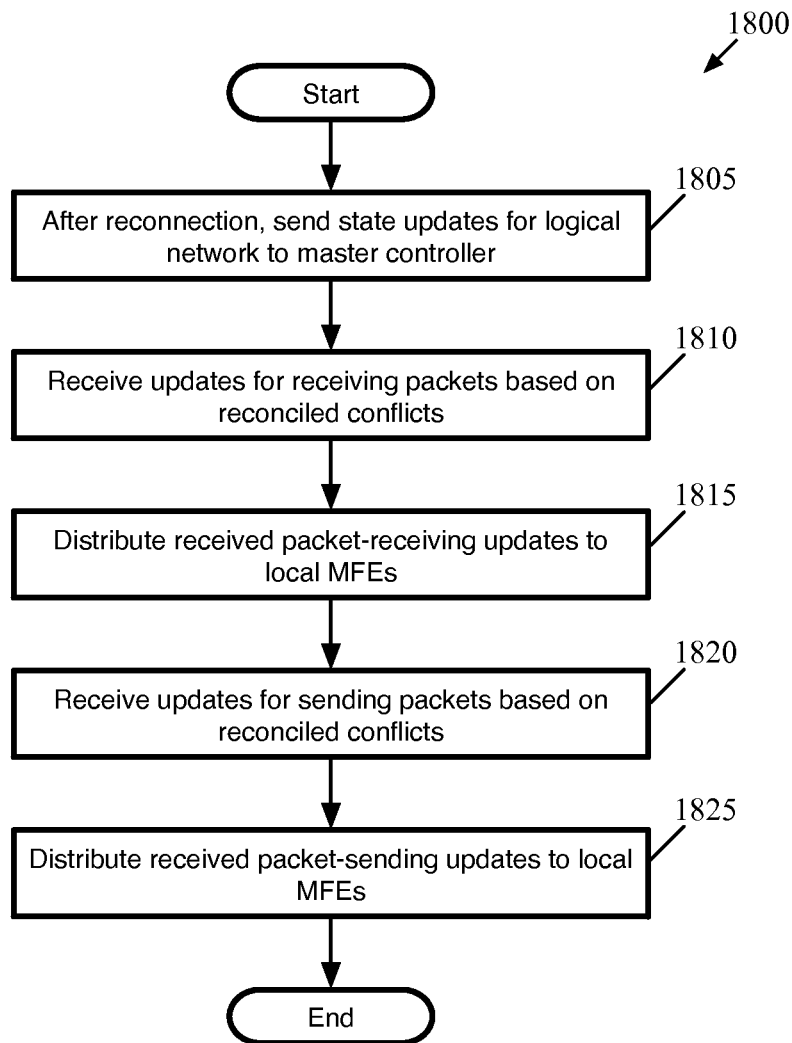 1800
Start
1805
After reconnection, send state updates for logical
network to master controller
1810
Receive updates for receiving packets based on
reconciled conflicts
1815
Distribute received packet-receiving updates to
local MFEs
1820
Receive updates for sending packets based on
reconciled conflicts
1825
Distribute received packet-sending updates to local
MFEs
End